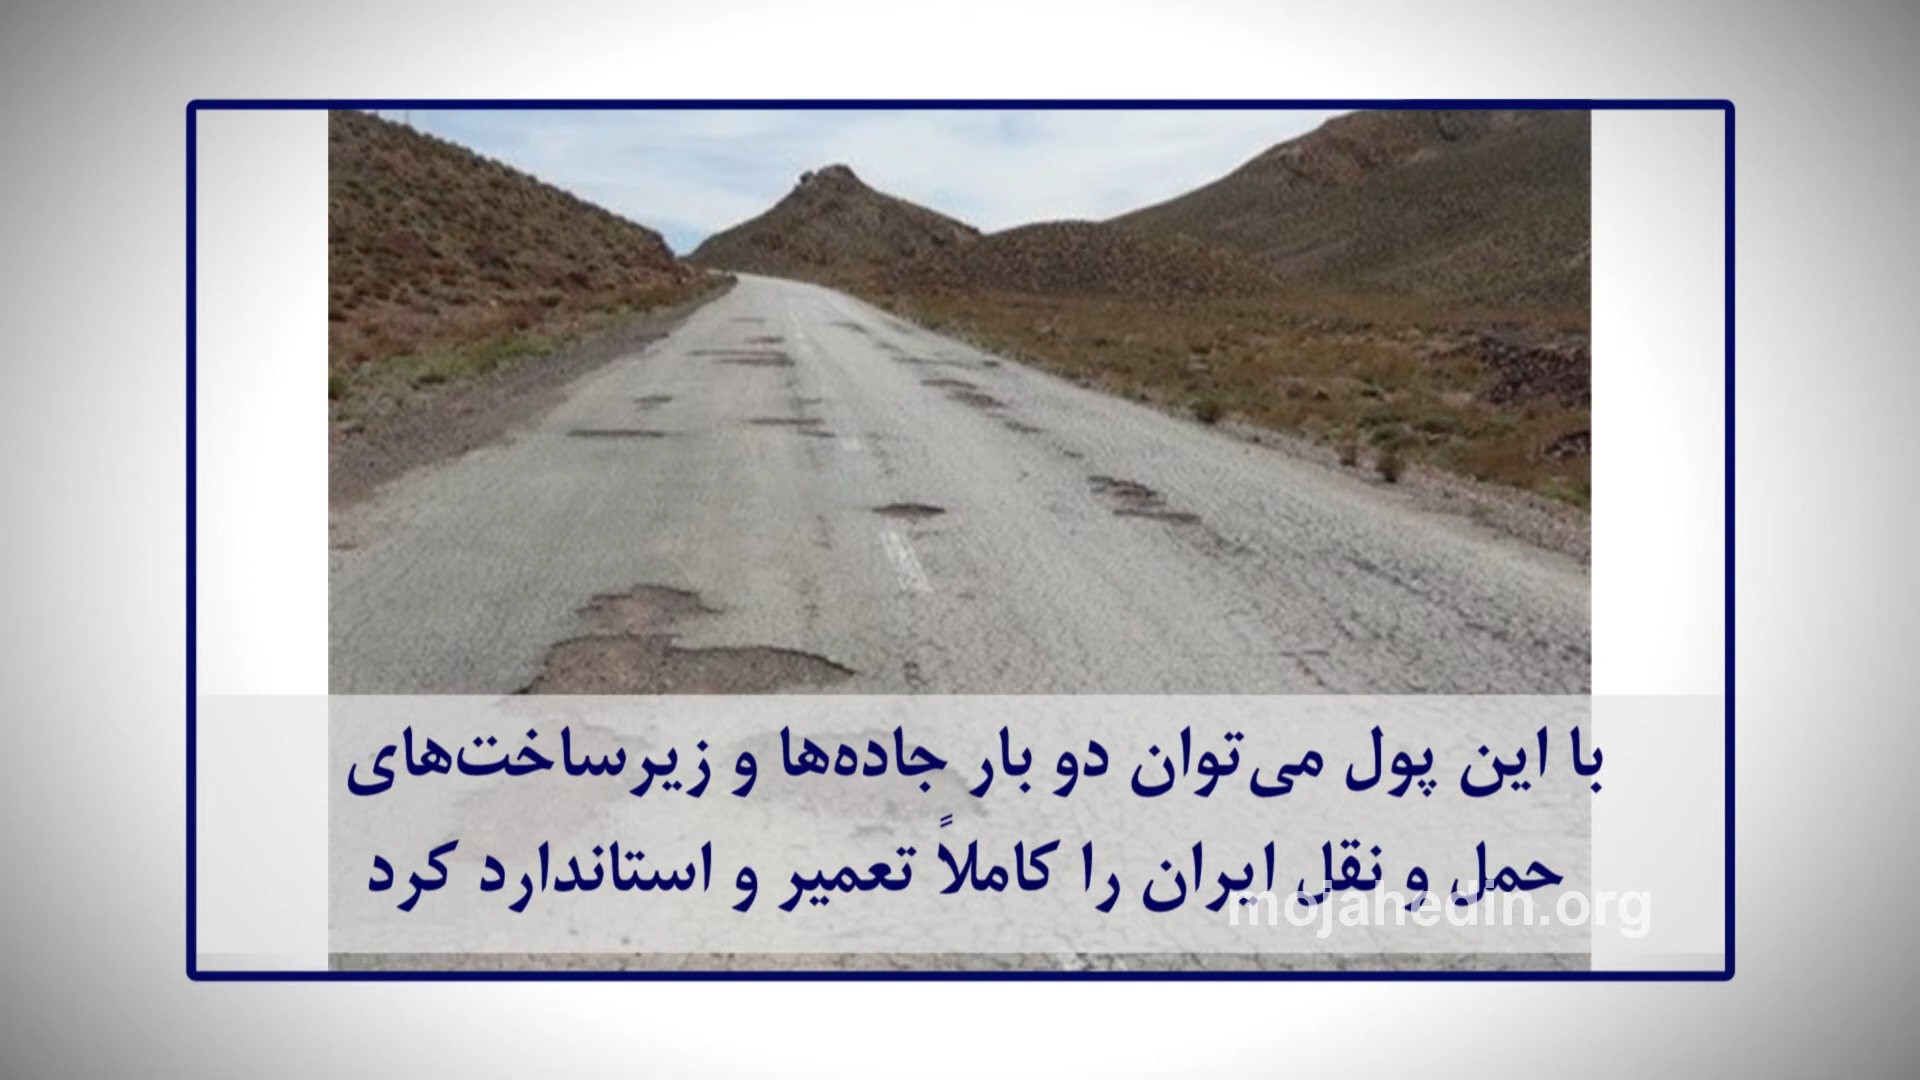 با این پول می‌توان دو بار جاده‌ها و زیرساخت‌های
حمل و نقل ایران را کاملاً تعمیر و استاندارد کرد
mojahedin.org